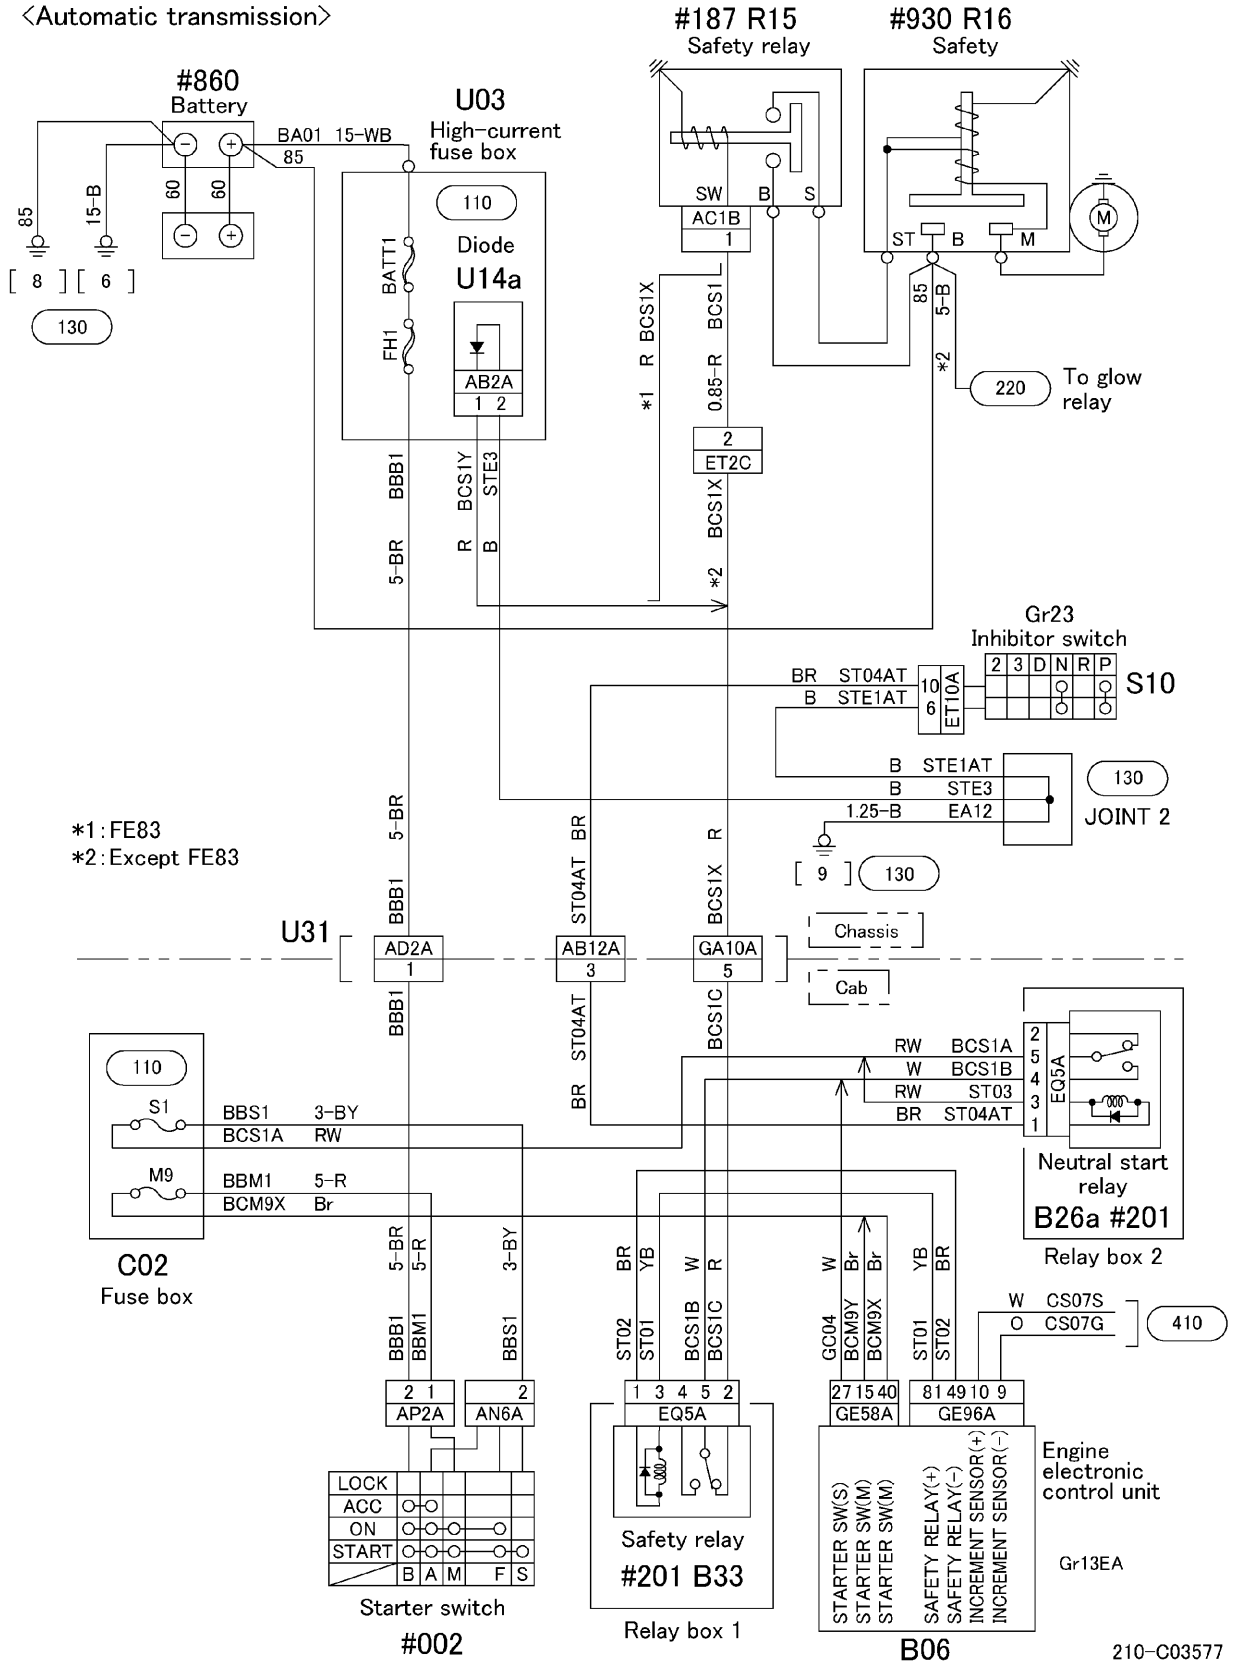 <Automatic transmission>
#187 R15
Safety relay
#930 R16
Safety
#860
Battery
U03
High-current
fuse box
BA01 15-WB
85
60
60
85
15-B
[ 8 ] [ 6 ]
130
110
Diode
U14a
BATT1
FH1
AB2A
1 2
SW B S
AC1B
1
ST B M
M
*1 R BCS1X
0.85-R BCS1
85
5-B
*2
220
To glow
relay
2
ET2C
BBB1
5-BR
BCS1Y
R
STE3
B
BCS1X
*2
Gr23
Inhibitor switch
2 3 D N R P
S10
BR ST04AT
10
B STE1AT
6
ET10A
B STE1AT
B STE3
1.25-B EA12
130
JOINT 2
[ 9 ] 130
*1:FE83
*2:Except FE83
5-BR
BBB1
BR
ST04AT
R
BCS1X
U31
AD2A
1
AB12A
3
GA10A
5
Chassis
Cab
BBB1
ST04AT
BR
BCS1C
RW BCS1A
W BCS1B
RW ST03
BR ST04AT
2
5
4
3
1
EQ5A
Neutral start
relay
B26a #201
Relay box 2
110
S1
BBS1 3-BY
BCS1A RW
M9
BBM1 5-R
BCM9X Br
C02
Fuse box
5-BR
BBB1
5-R
BBM1
3-BY
BBS1
BR
ST02
YB
ST01
W
BCS1B
R
BCS1C
W
GC04
Br
BCM9Y
Br
BCM9X
YB
ST01
BR
ST02
W CS07S
O CS07G
410
2 1
AP2A
2
AN6A
1 3 4 5 2
EQ5A
27 15 40
GE58A
81 49 10 9
GE96A
LOCK
ACC
ON
START
B A M F S
Starter switch
#002
Safety relay
#201 B33
Relay box 1
STARTER SW(S)
STARTER SW(M)
STARTER SW(M)
SAFETY RELAY(+)
SAFETY RELAY(-)
INCREMENT SENSOR(+)
INCREMENT SENSOR(-)
B06
Engine
electronic
control unit
Gr13EA
210-C03577